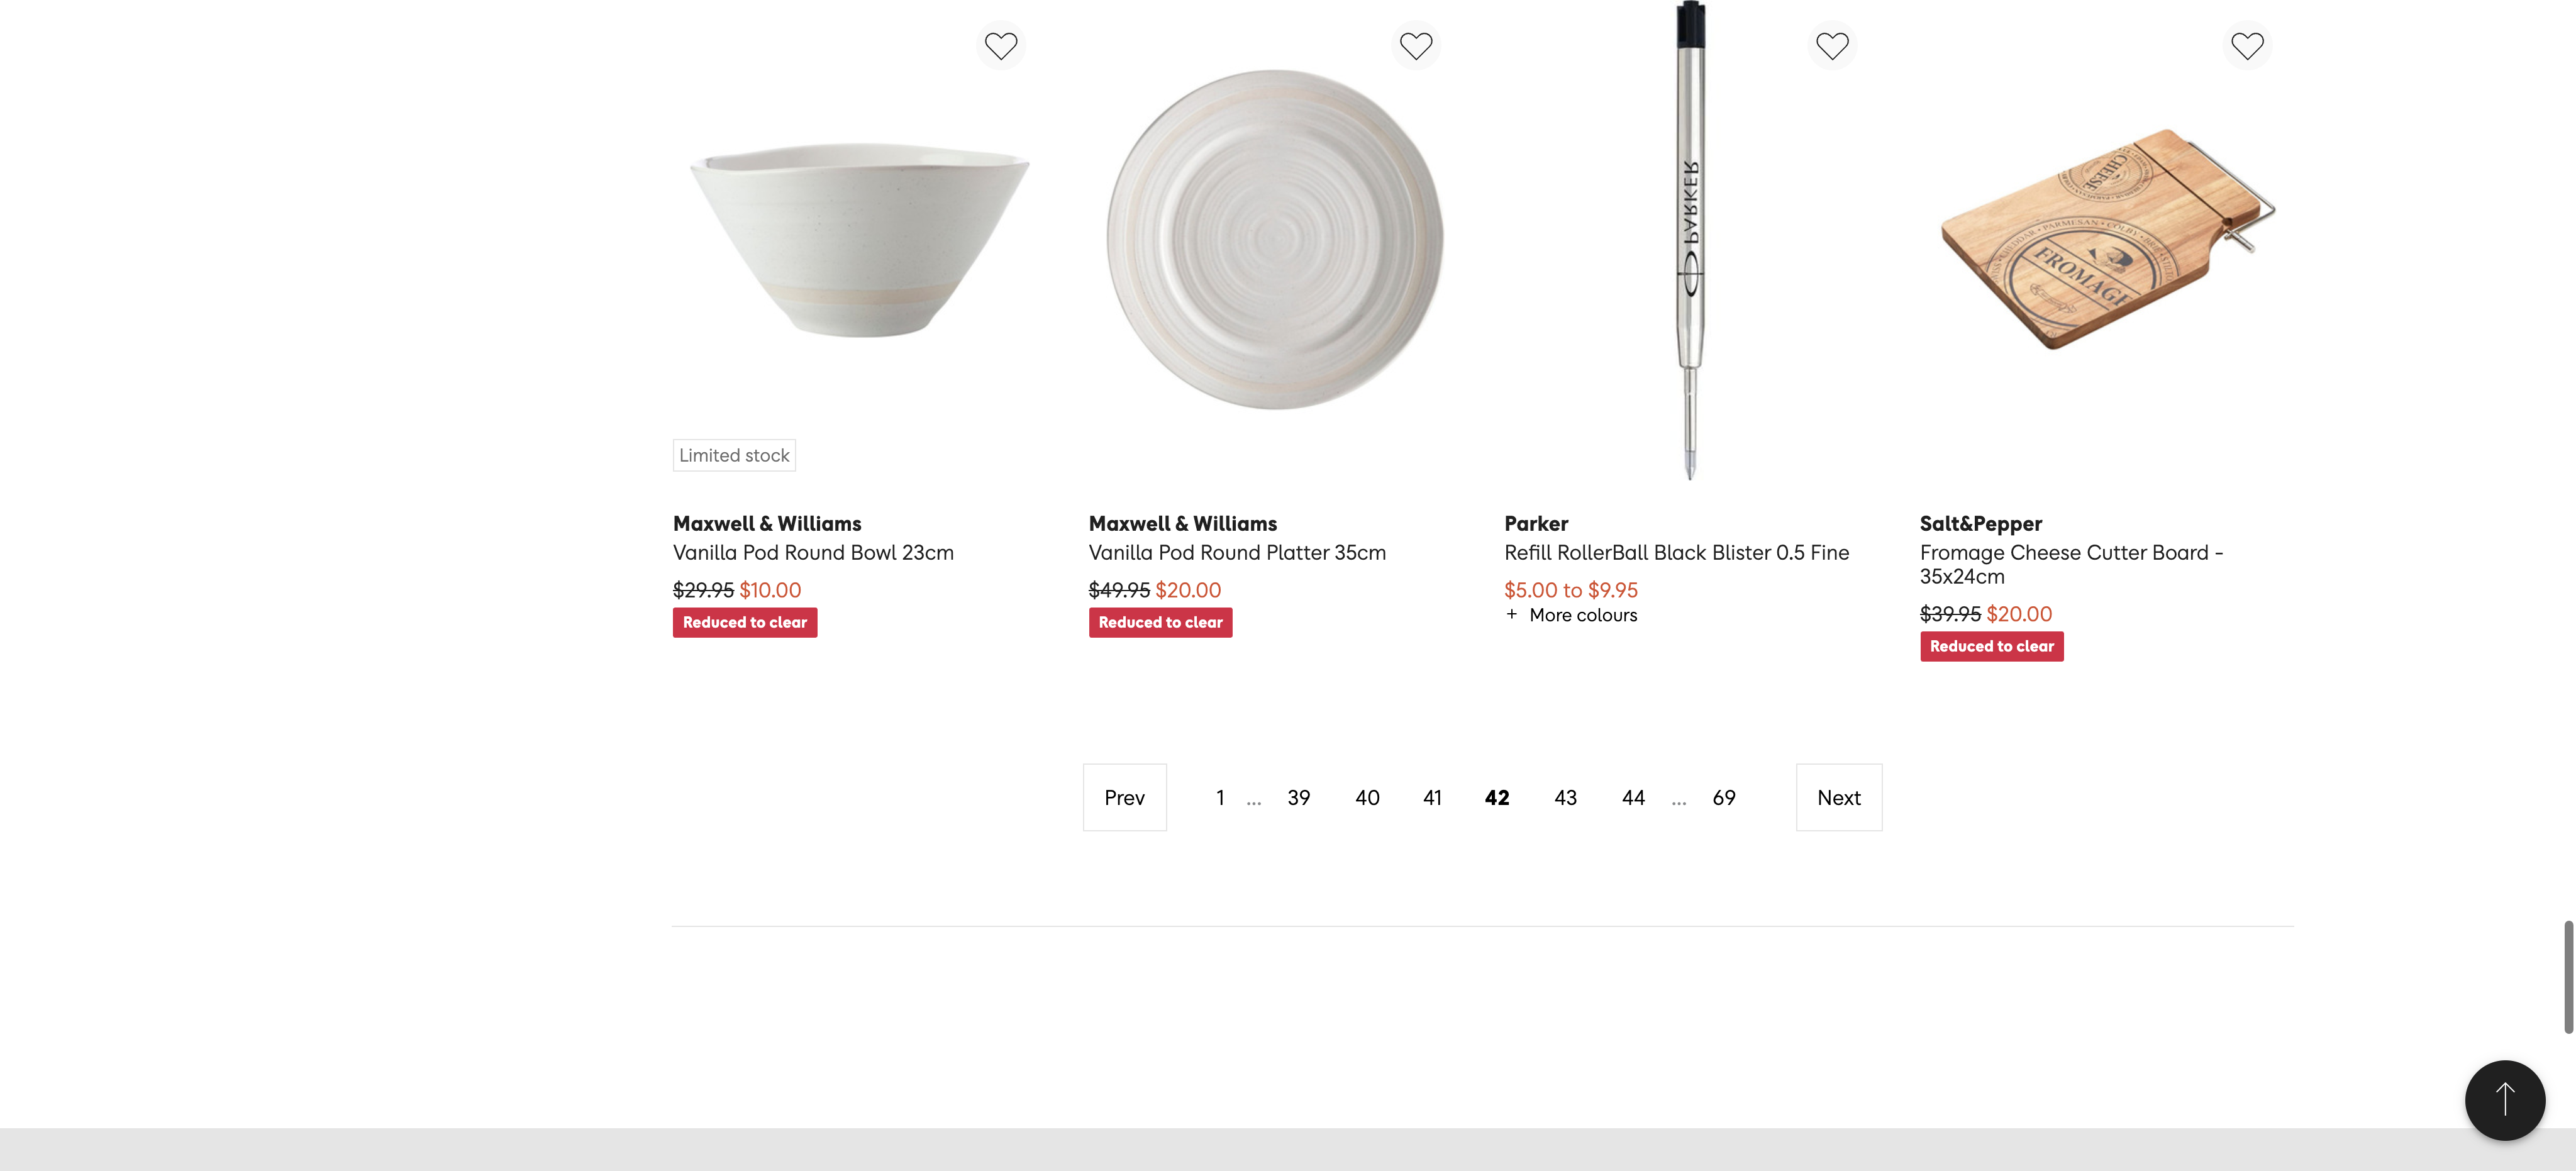 PARKER
CHEESE
CHEDDAR • PARMESAN • COLBY
FROMAGE
Limited stock
Maxwell & Williams
Vanilla Pod Round Bowl 23cm
$29.95 $10.00
Reduced to clear
Maxwell & Williams
Vanilla Pod Round Platter 35cm
$49.95 $20.00
Reduced to clear
Parker
Refill RollerBall Black Blister 0.5 Fine
$5.00 to $9.95
+ More colours
Salt&Pepper
Fromage Cheese Cutter Board -
35x24cm
$39.95 $20.00
Reduced to clear
Prev 1 ... 39 40 41 42 43 44 ... 69 Next